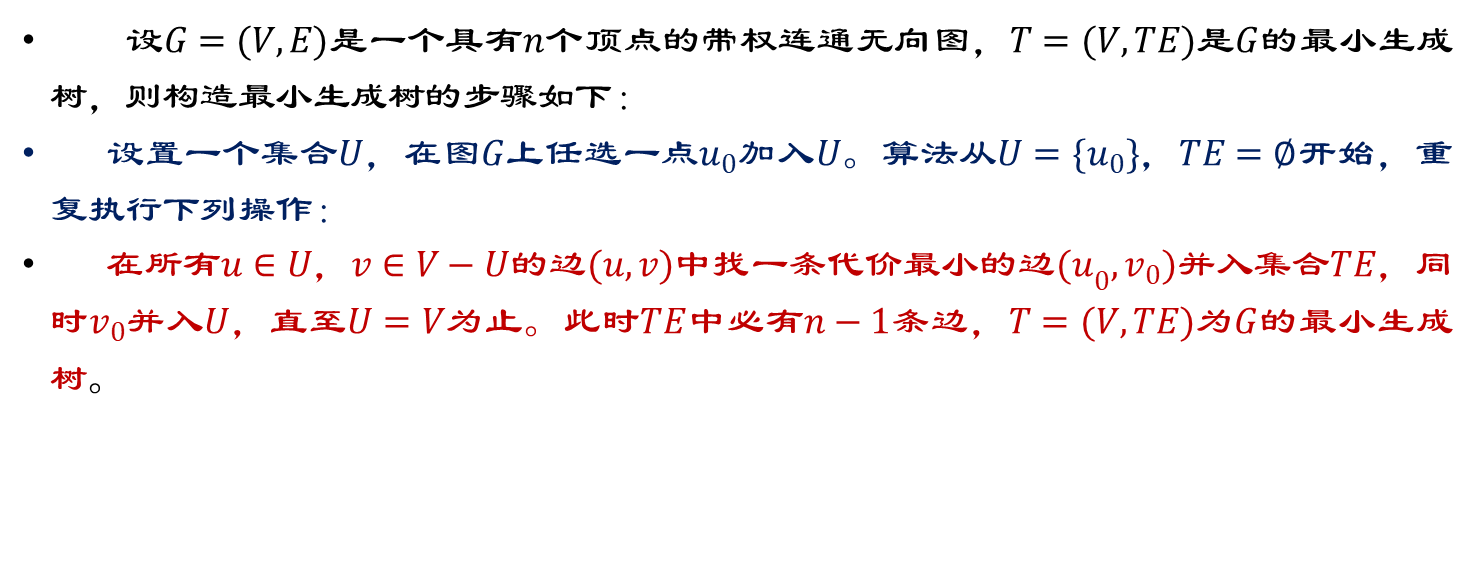 • 设G = (V, E)是一个具有n个顶点的带权连通无向图，T = (V, TE)是G的最小生成
树，则构造最小生成树的步骤如下：
• 设置一个集合U，在图G上任选一点u₀加入U。算法从U = {u₀}，TE = ∅开始，重
复执行下列操作：
• 在所有u ∈ U，v ∈ V − U的边(u, v)中找一条代价最小的边(u₀, v₀)并入集合TE，同
时v₀并入U，直至U = V为止。此时TE中必有n − 1条边，T = (V, TE)为G的最小生成
树。